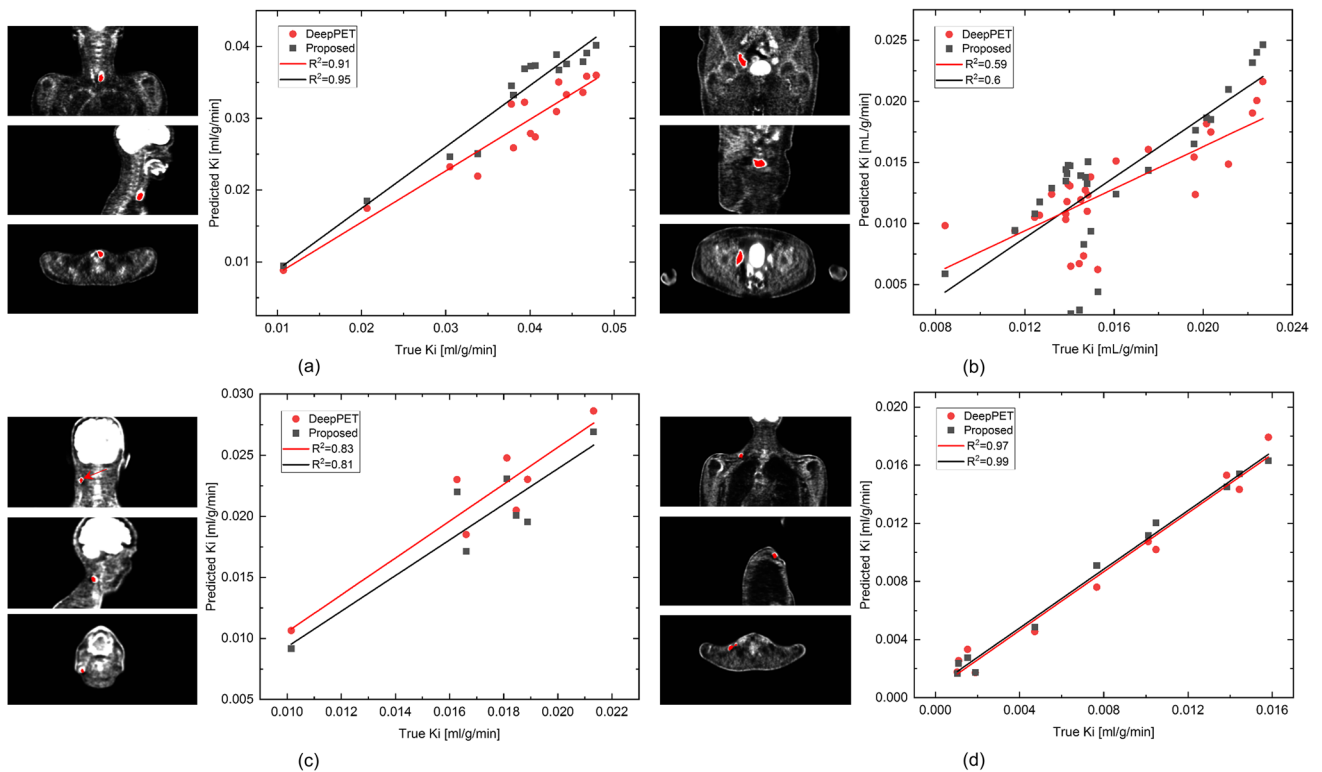 DeepPET
Proposed
R²=0.91
R²=0.95
0.04
0.03
0.02
0.01
Predicted Ki [ml/g/min]
0.01 0.02 0.03 0.04 0.05
True Ki [ml/g/min]
(a)
DeepPET
Proposed
R²=0.59
R²=0.6
0.025
0.020
0.015
0.010
0.005
Predicted Ki [mL/g/min]
0.008 0.012 0.016 0.020 0.024
True Ki [mL/g/min]
(b)
DeepPET
Proposed
R²=0.83
R²=0.81
0.030
0.025
0.020
0.015
0.010
0.005
Predicted Ki [ml/g/min]
0.010 0.012 0.014 0.016 0.018 0.020 0.022
True Ki [ml/g/min]
(c)
DeepPET
Proposed
R²=0.97
R²=0.99
0.020
0.016
0.012
0.008
0.004
0.000
Predicted Ki [ml/g/min]
0.000 0.004 0.008 0.012 0.016
True Ki [ml/g/min]
(d)